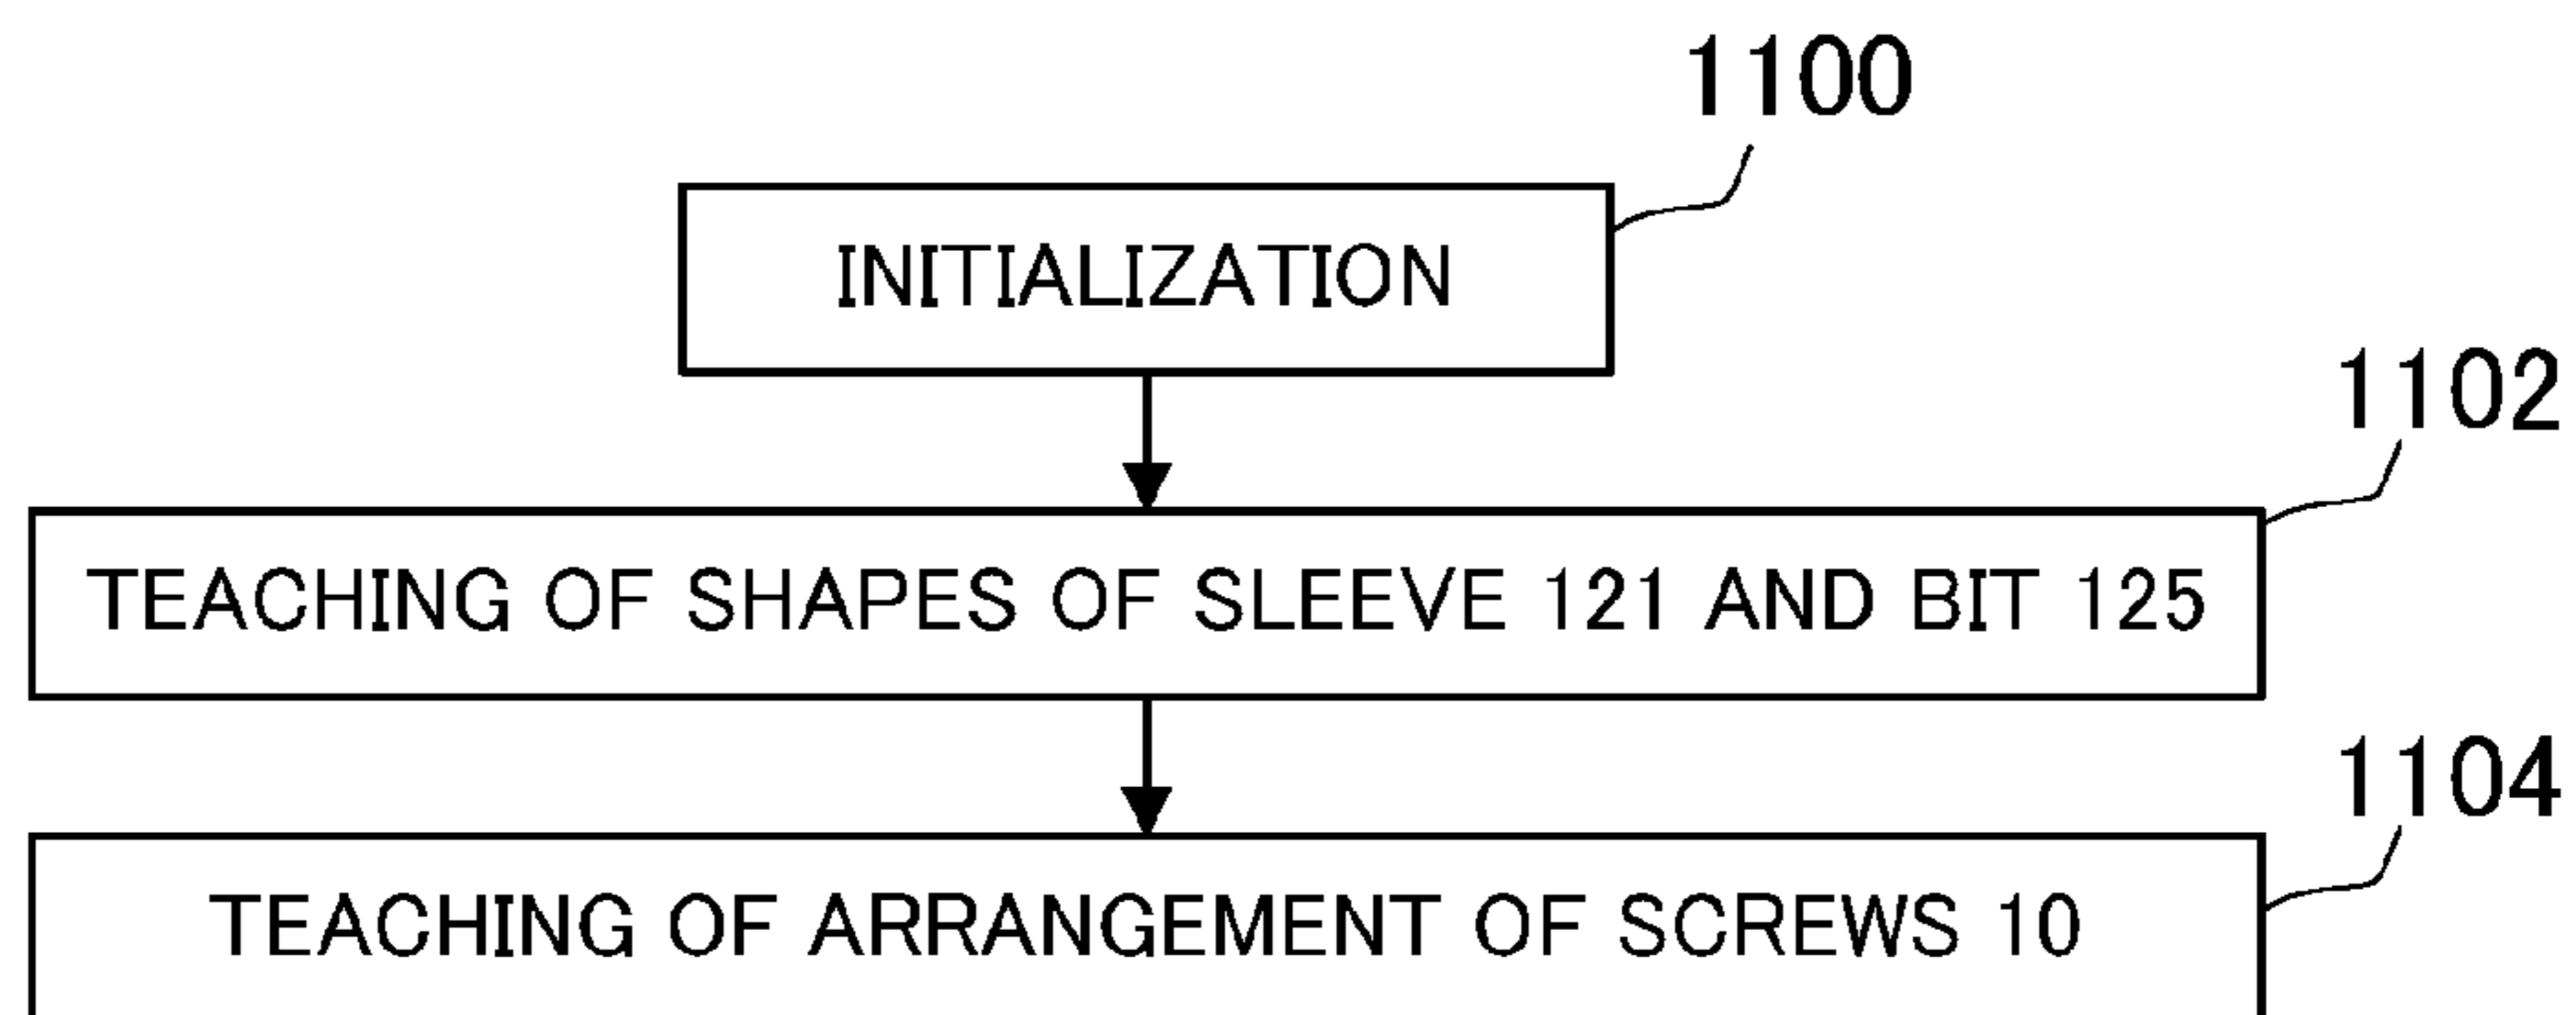 1100
INITIALIZATION
1102
TEACHING OF SHAPES OF SLEEVE 121 AND BIT 125
1104
TEACHING OF ARRANGEMENT OF SCREWS 10